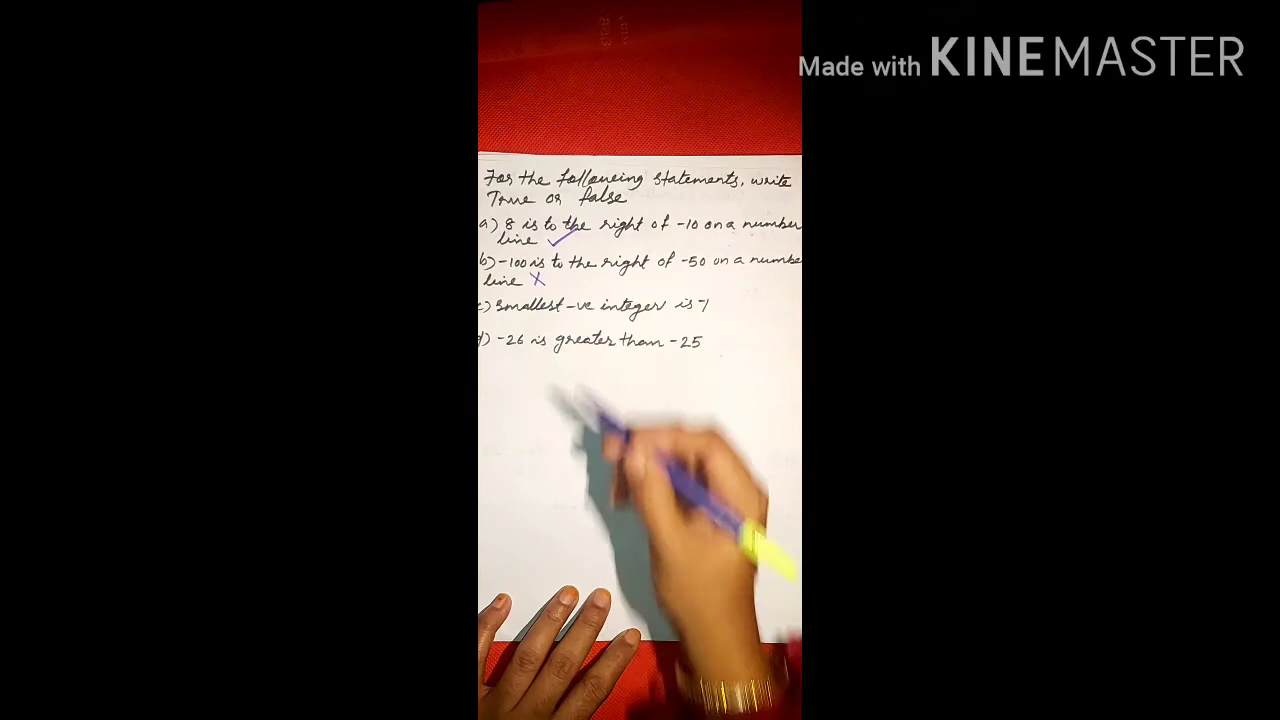 Made with KINEMASTER
For the following statements, write
True or false
a) 8 is to the right of -10 on a number
line ✓
b) -100 is to the right of -50 on a number
line X
c) smallest -ve integer is -1
d) -26 is greater than -25